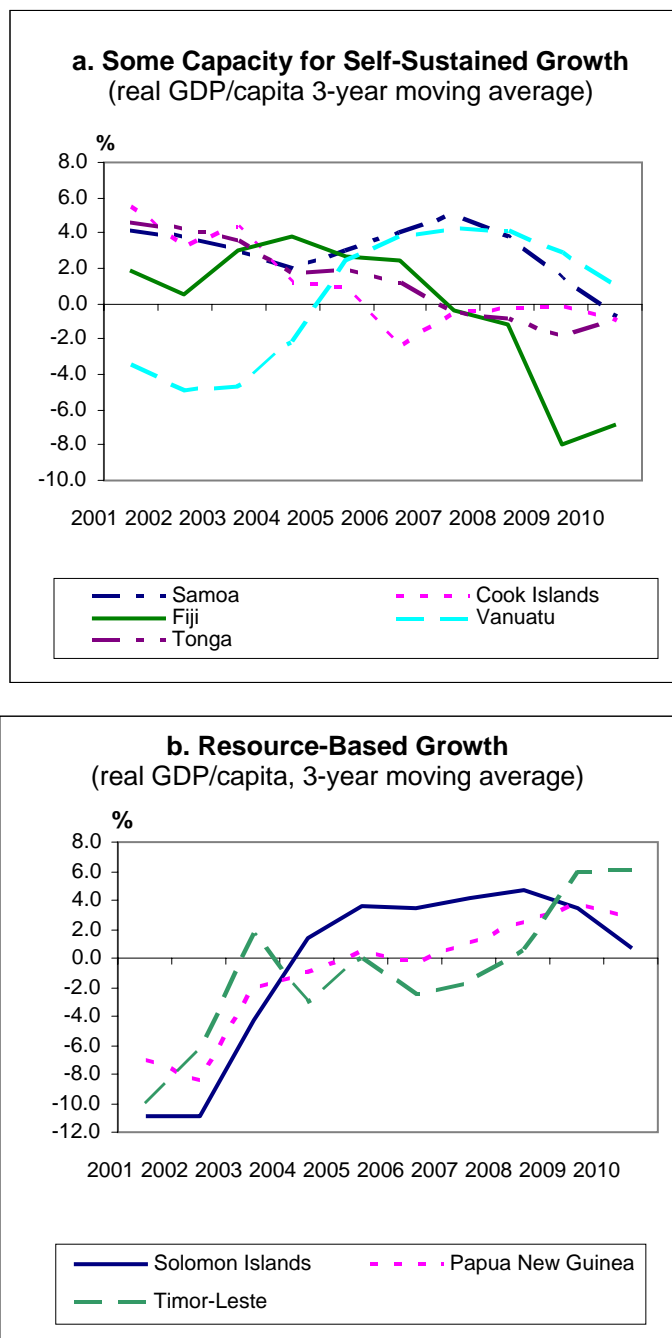 a. Some Capacity for Self-Sustained Growth
(real GDP/capita 3-year moving average)
%
8.0
6.0
4.0
2.0
0.0
-2.0
-4.0
-6.0
-8.0
-10.0
2001 2002 2003 2004 2005 2006 2007 2008 2009 2010
Samoa Cook Islands
Fiji Vanuatu
Tonga
b. Resource-Based Growth
(real GDP/capita, 3-year moving average)
%
8.0
6.0
4.0
2.0
0.0
-2.0
-4.0
-6.0
-8.0
-10.0
-12.0
2001 2002 2003 2004 2005 2006 2007 2008 2009 2010
Solomon Islands Papua New Guinea
Timor-Leste